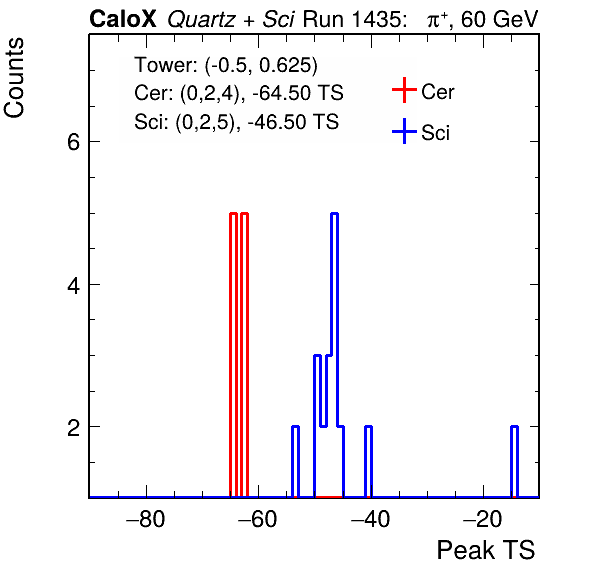 CaloX Quartz + Sci Run 1435: π⁺, 60 GeV
Counts
Tower: (-0.5, 0.625)
Cer: (0,2,4), -64.50 TS
Sci: (0,2,5), -46.50 TS
Cer
Sci
6
4
2
−80 −60 −40 −20
Peak TS